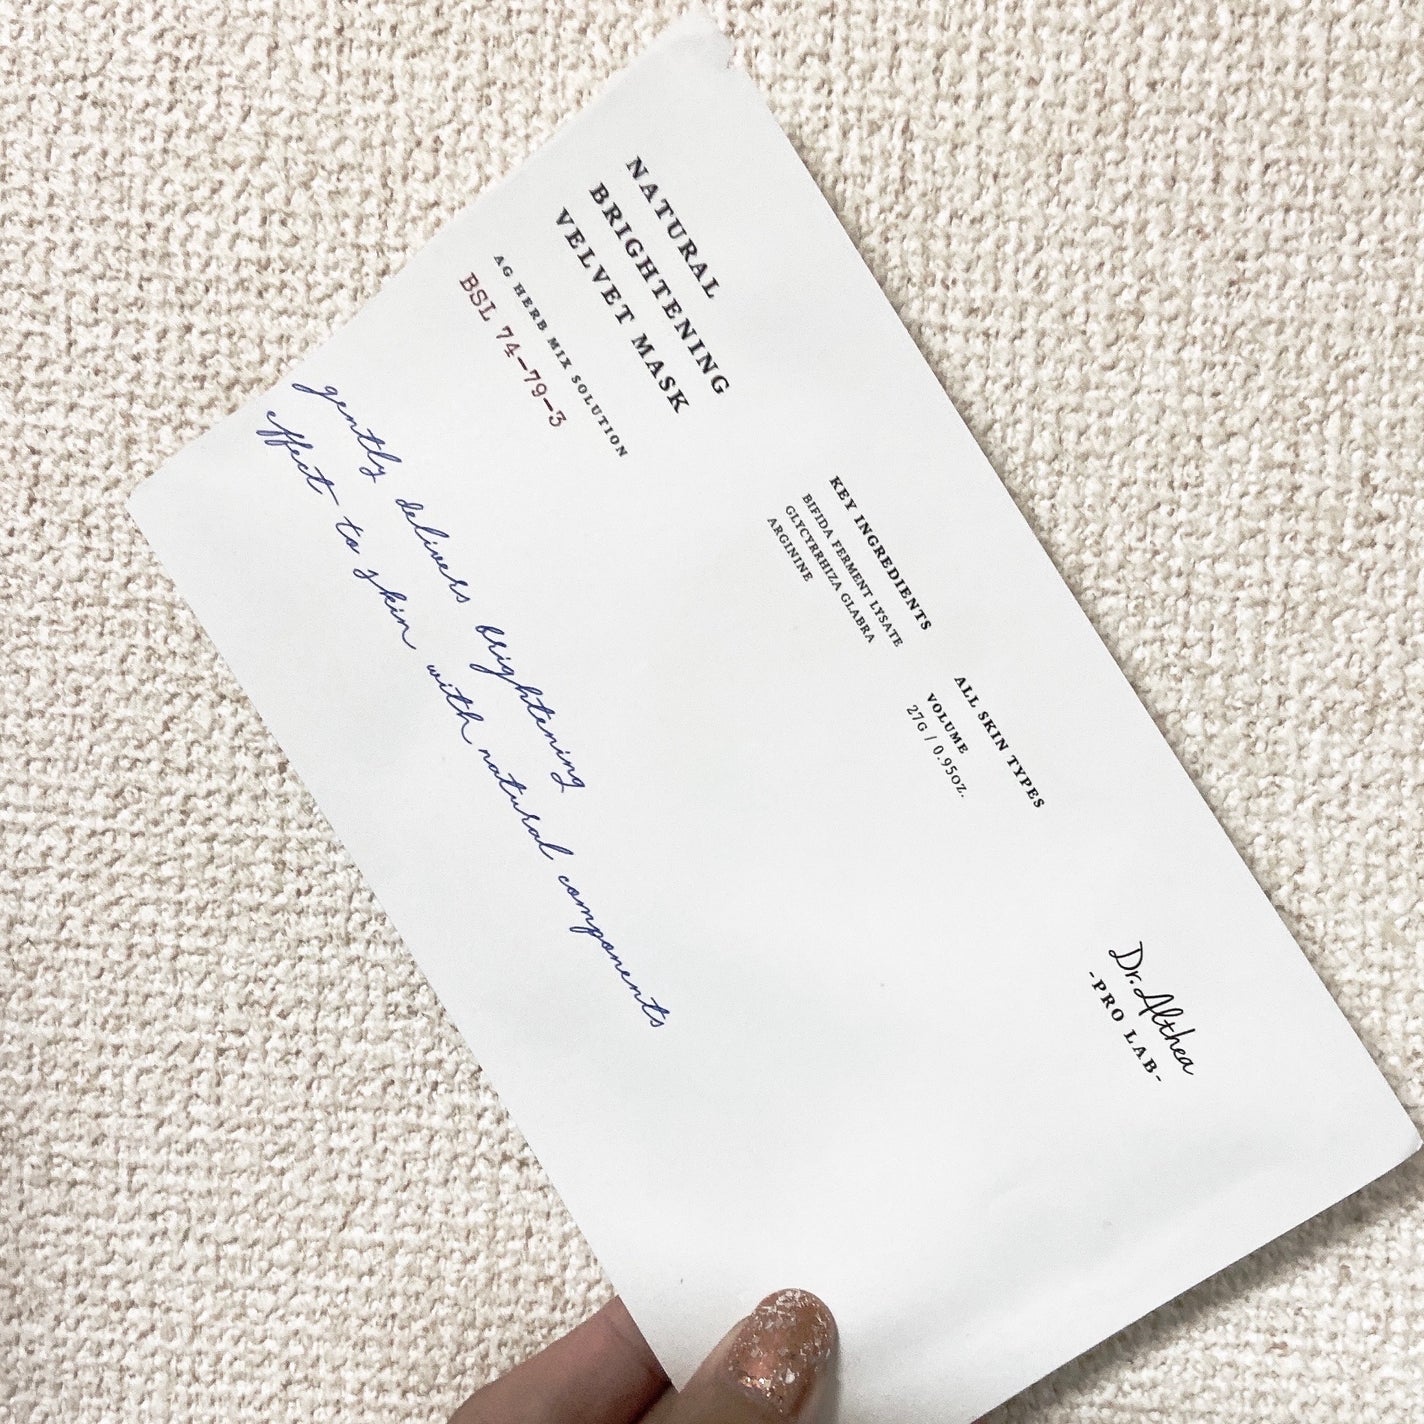 NATURAL
BRIGHTENING
VELVET MASK
AG HERB MIX SOLUTION
BSL 74-79-3
gently delivers brightening
effect to skin with natural components
KEY INGREDIENTS
BIFIDA FERMENT LYSATE
GLYCYRRHIZA GLABRA
ARGININE
ALL SKIN TYPES
VOLUME
27G / 0.95OZ.
Dr. Althea
-PRO LAB-